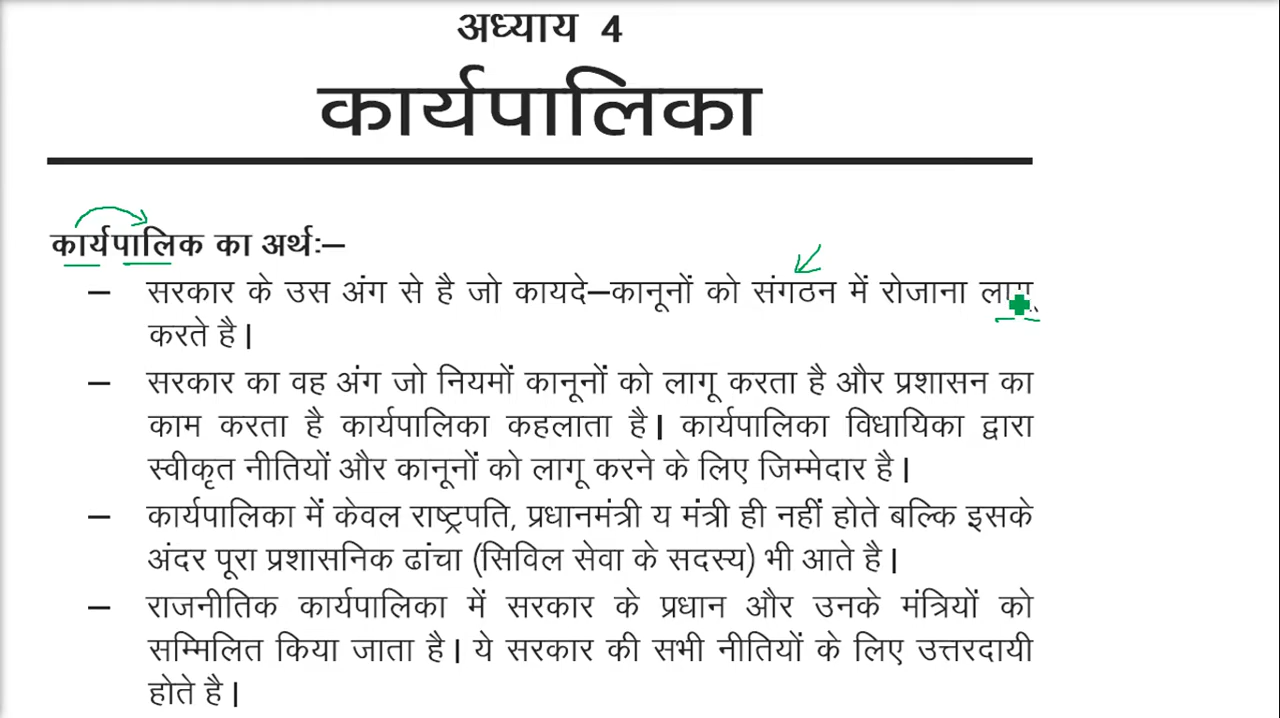 अध्याय 4
कार्यपालिका
कार्यपालिक का अर्थः–
– सरकार के उस अंग से है जो कायदे–कानूनों को संगठन में रोजाना लागू
करते है।
– सरकार का वह अंग जो नियमों कानूनों को लागू करता है और प्रशासन का
काम करता है कार्यपालिका कहलाता है। कार्यपालिका विधायिका द्वारा
स्वीकृत नीतियों और कानूनों को लागू करने के लिए जिम्मेदार है।
– कार्यपालिका में केवल राष्ट्रपति, प्रधानमंत्री य मंत्री ही नहीं होते बल्कि इसके
अंदर पूरा प्रशासनिक ढांचा (सिविल सेवा के सदस्य) भी आते है।
– राजनीतिक कार्यपालिका में सरकार के प्रधान और उनके मंत्रियों को
सम्मिलित किया जाता है। ये सरकार की सभी नीतियों के लिए उत्तरदायी
होते है।